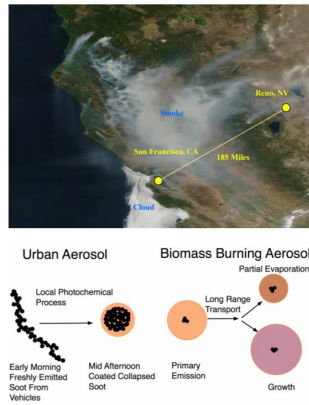 Reno, NV
Smoke
San Francisco, CA
185 Miles
Cloud
Urban Aerosol
Local Photochemical
Process
Early Morning
Freshly Emitted
Soot From
Vehicles
Mid Afternoon
Coated Collapsed
Soot
Biomass Burning Aerosol
Partial Evaporation
Long Range
Transport
Primary
Emission
Growth